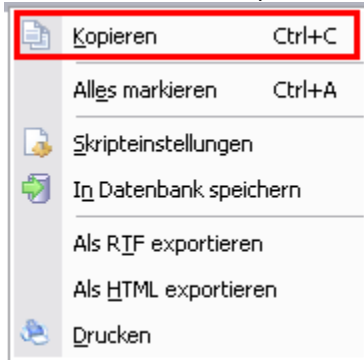 Kopieren Ctrl+C
Alles markieren Ctrl+A
Skripteinstellungen
In Datenbank speichern
Als RTF exportieren
Als HTML exportieren
Drucken